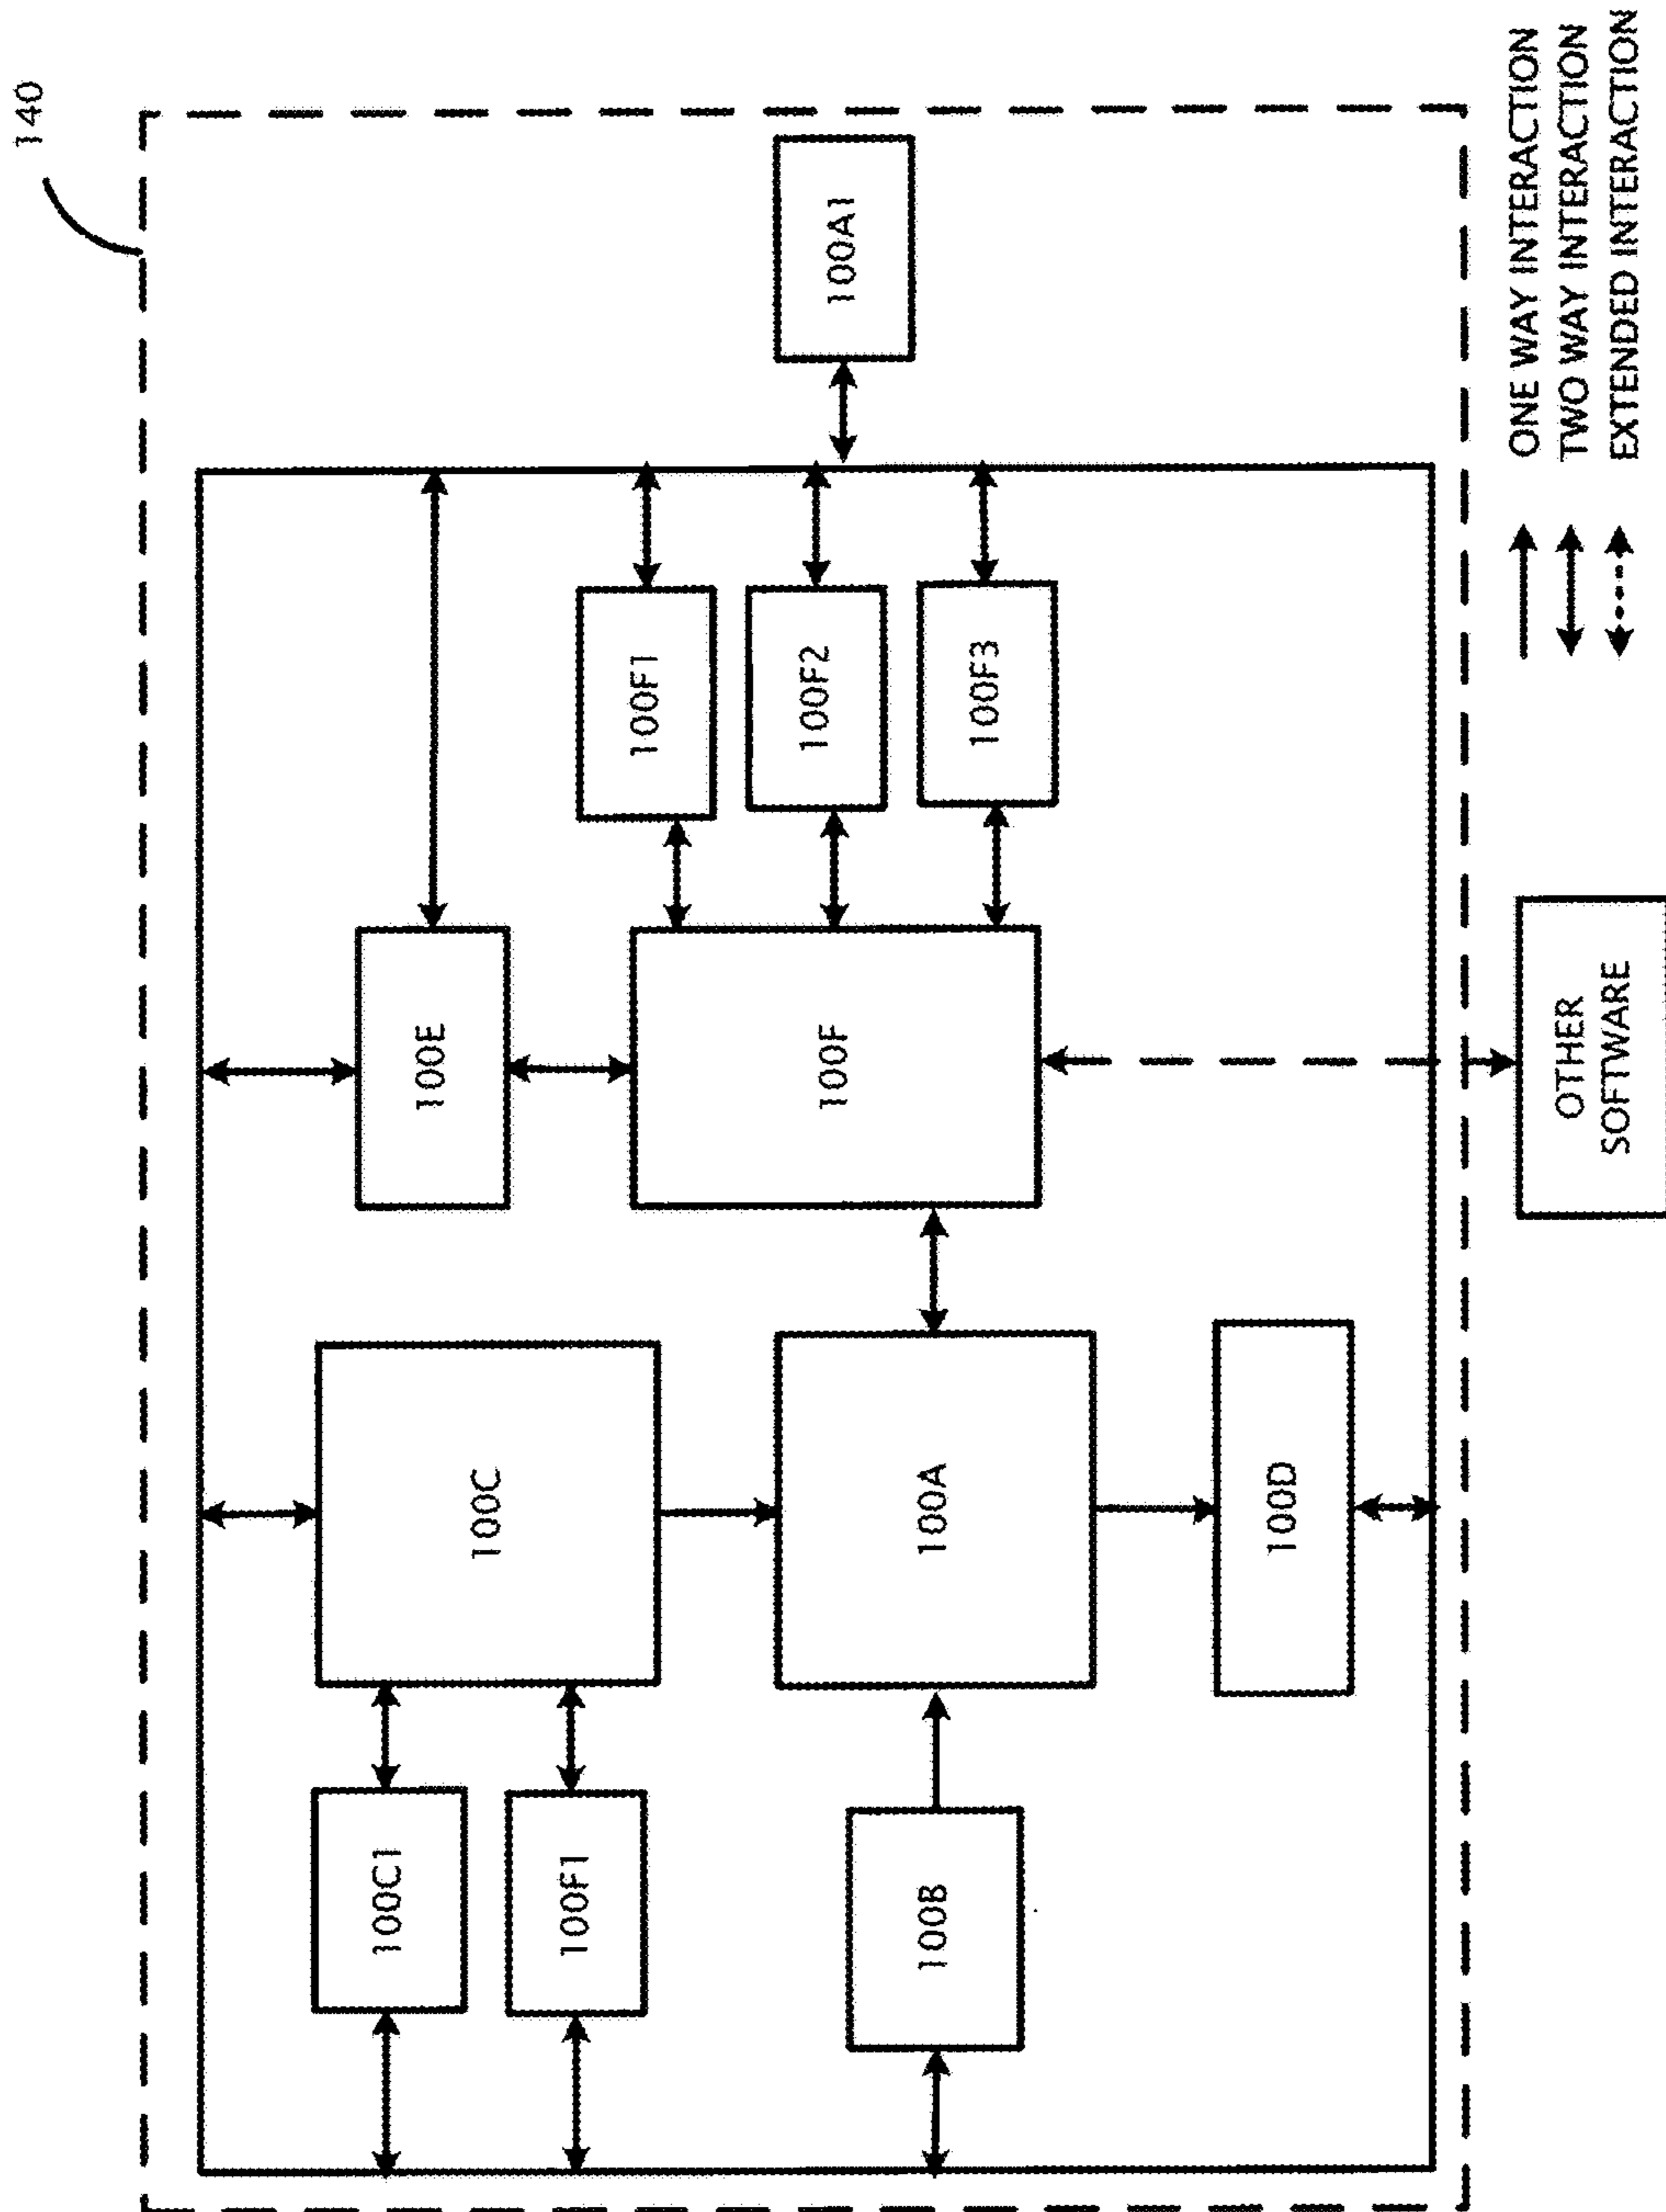 140
100C1
100F1
100C
100E
100B
100A
100F
100F1
100F2
100F3
100A1
100D
OTHER
SOFTWARE
ONE WAY INTERACTION
TWO WAY INTERACTION
EXTENDED INTERACTION